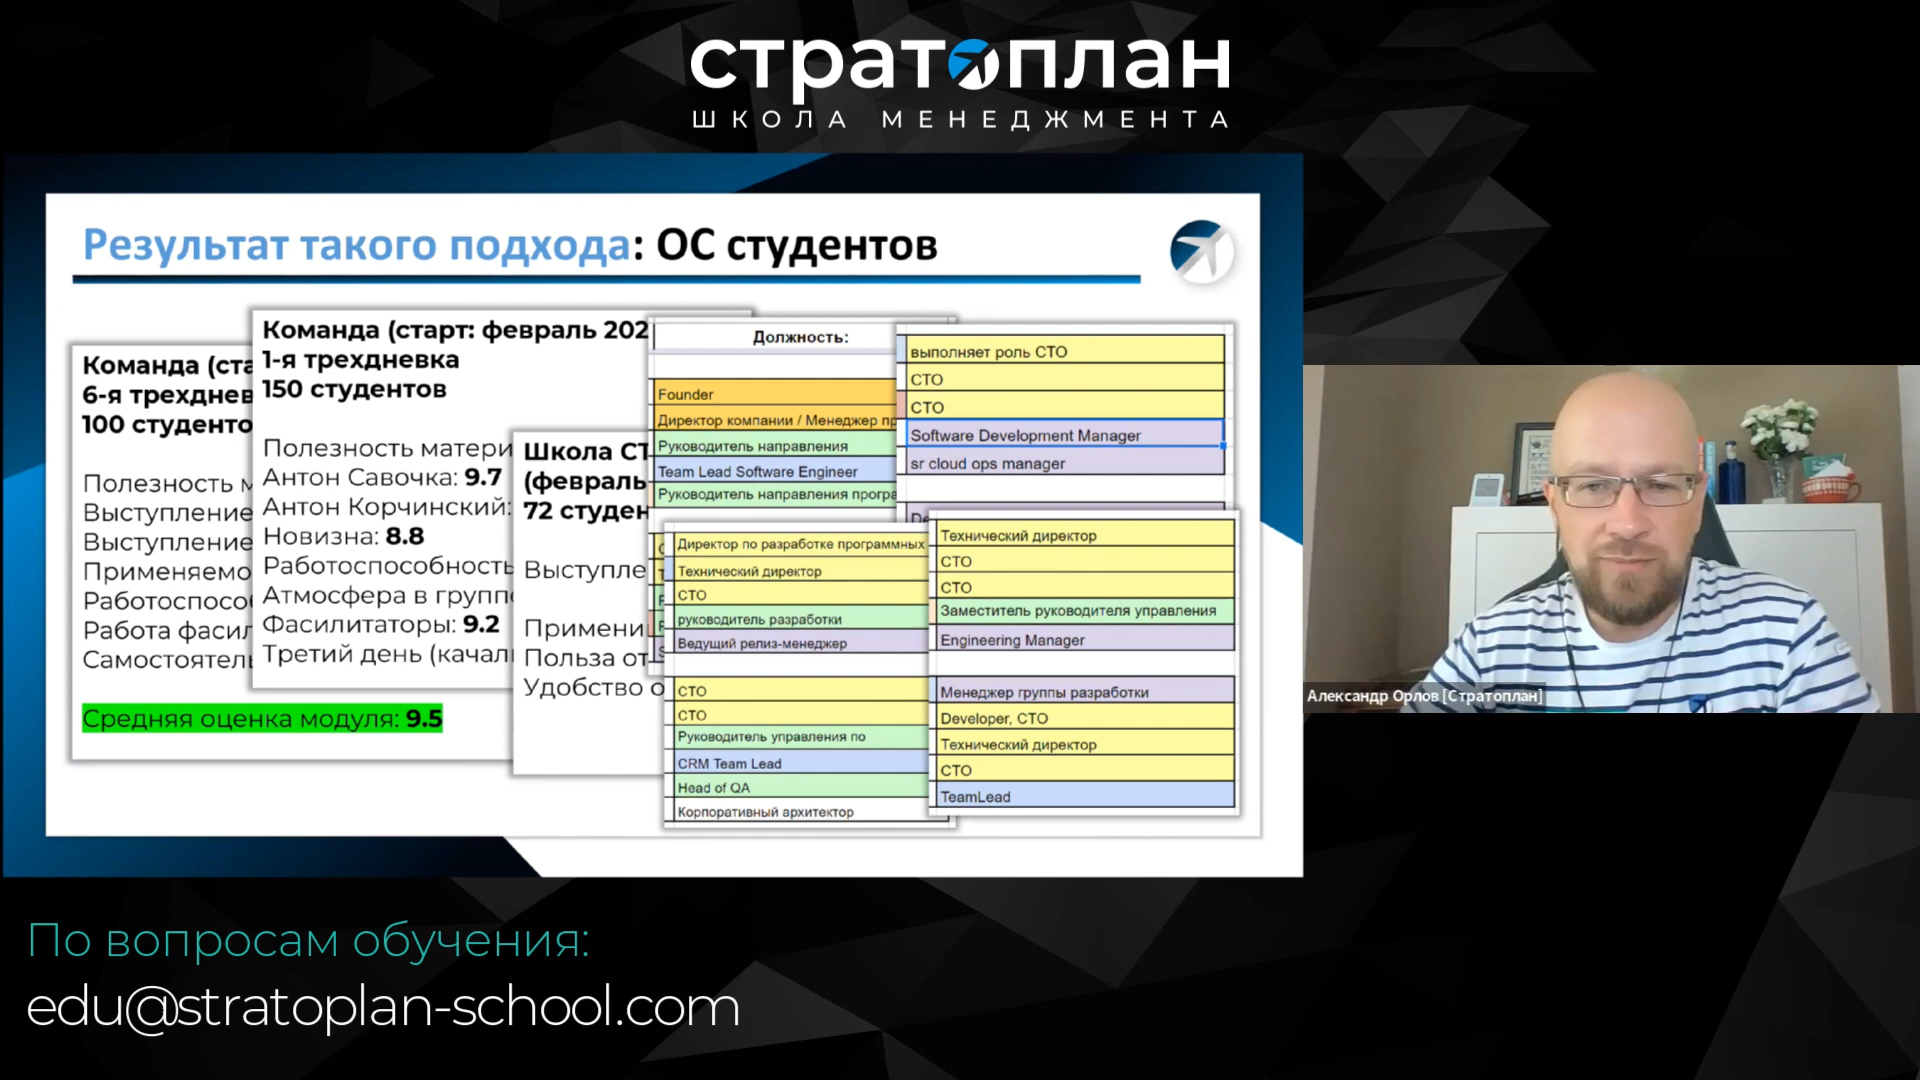 стратоплан
ШКОЛА МЕНЕДЖМЕНТА
Результат такого подхода: ОС студентов
Команда (ста
6-я трехднев
100 студенто
Полезность м
Выступление
Выступление
Применяемо
Работоспосо
Работа фасил
Самостоятель
Средняя оценка модуля: 9.5
Команда (старт: февраль 202
1-я трехдневка
150 студентов
Полезность матери
Антон Савочка: 9.7
Антон Корчинский:
Новизна: 8.8
Работоспособность
Атмосфера в группе
Фасилитаторы: 9.2
Третий день (качал
Школа CT
(февраль
72 студен
Выступле
Примени
Польза от
Удобство о
Должность:
Founder
Директор компании / Менеджер пр
Руководитель направления
Team Lead Software Engineer
Руководитель направления програ
выполняет роль CTO
CTO
CTO
Software Development Manager
sr cloud ops manager
De
Директор по разработке программных
Технический директор
CTO
руководитель разработки
Ведущий релиз-менеджер
CTO
CTO
Руководитель управления по
CRM Team Lead
Head of QA
Корпоративный архитектор
Технический директор
CTO
CTO
Заместитель руководителя управления
Engineering Manager
Менеджер группы разработки
Developer, CTO
Технический директор
CTO
TeamLead
Александр Орлов [Стратоплан]
По вопросам обучения:
edu@stratoplan-school.com